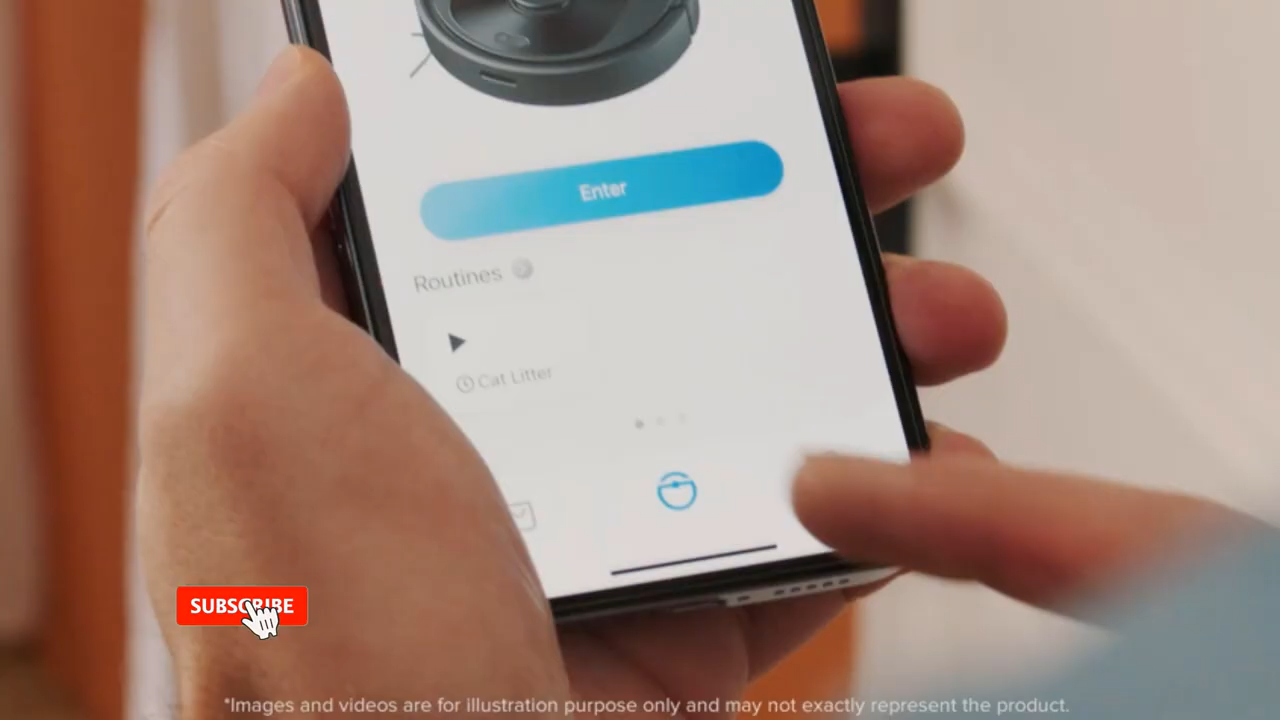 Enter
Routines
Cat Litter
SUBSCRIBE
*Images and videos are for illustration purpose only and may not exactly represent the product.